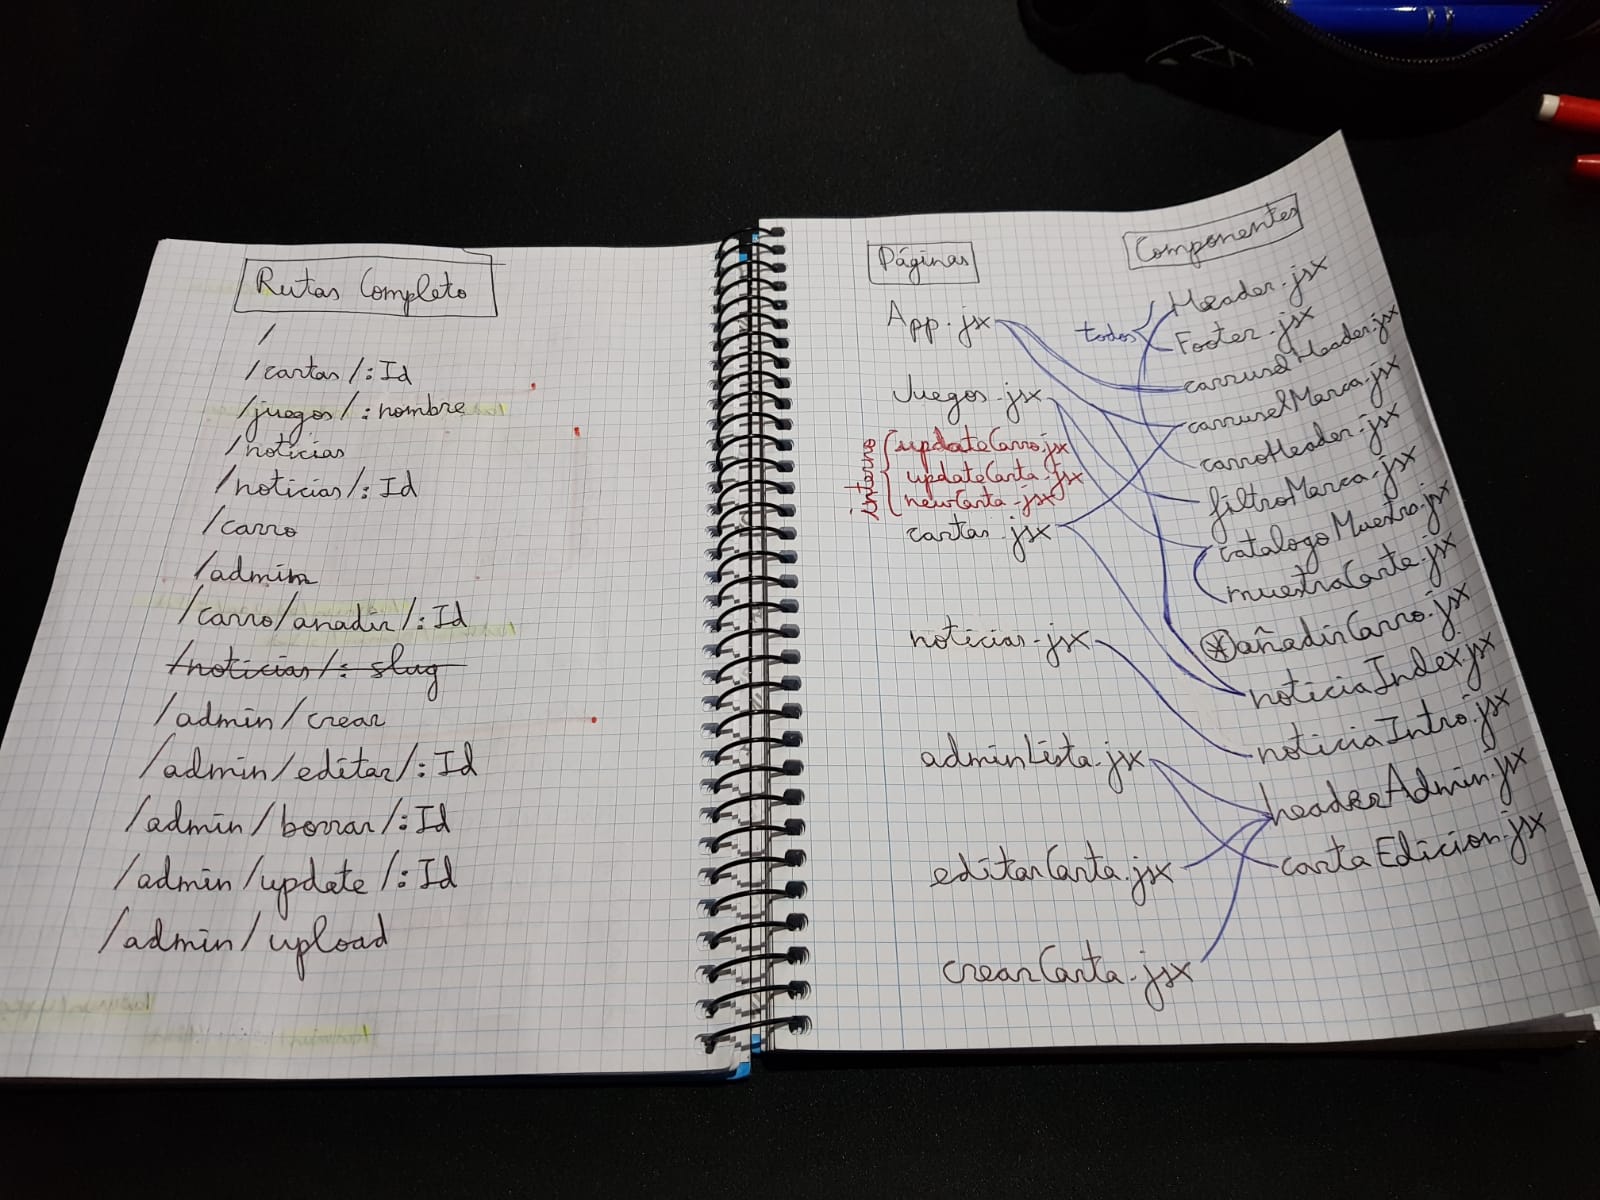 Rutas Completo
/
/cartas/:Id
/juegos/:nombre
/noticias
/noticias/:Id
/carro
/admin
/carro/anadir/:Id
/noticias/:slug
/admin/crear
/admin/editar/:Id
/admin/borrar/:Id
/admin/update/:Id
/admin/upload
Páginas
App.jsx
Juegos.jsx
interno
updateCarro.jsx
updateCarta.jsx
newCarta.jsx
cartas.jsx
noticias.jsx
adminLista.jsx
editarCarta.jsx
crearCarta.jsx
Componentes
todos
Header.jsx
Footer.jsx
carruselHeader.jsx
carruselMarca.jsx
carroHeader.jsx
filtroMarca.jsx
catalogoMuestra.jsx
muestraCarta.jsx
* añadirCarro.jsx
noticiaIndex.jsx
noticiaIntro.jsx
headerAdmin.jsx
cartaEdicion.jsx